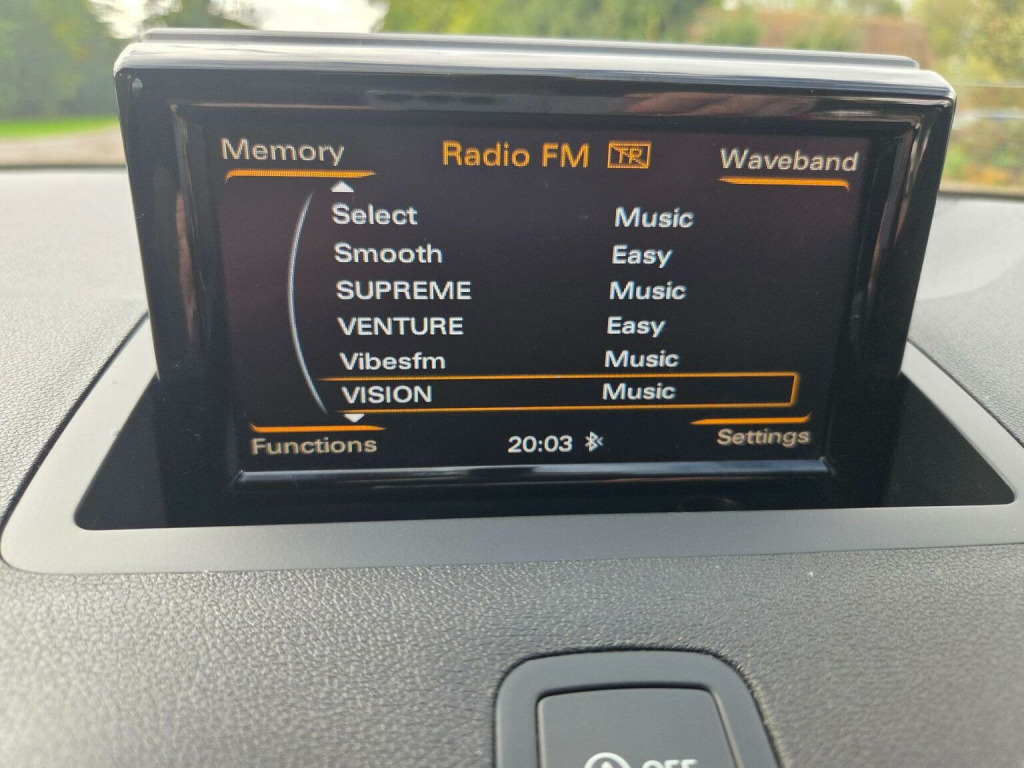 Memory Radio FM TP Waveband
Select Music
Smooth Easy
SUPREME Music
VENTURE Easy
Vibesfm Music
VISION Music
Functions 20:03 Settings
OFF